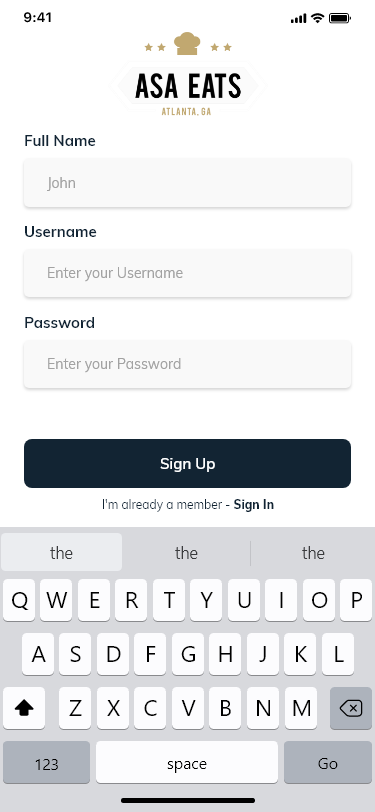 9:41
ASA EATS
ATLANTA, GA
Full Name
John
Username
Enter your Username
Password
Enter your Password
Sign Up
I'm already a member - Sign In
the the the
Q W E R T Y U I O P
A S D F G H J K L
Z X C V B N M
123 space Go